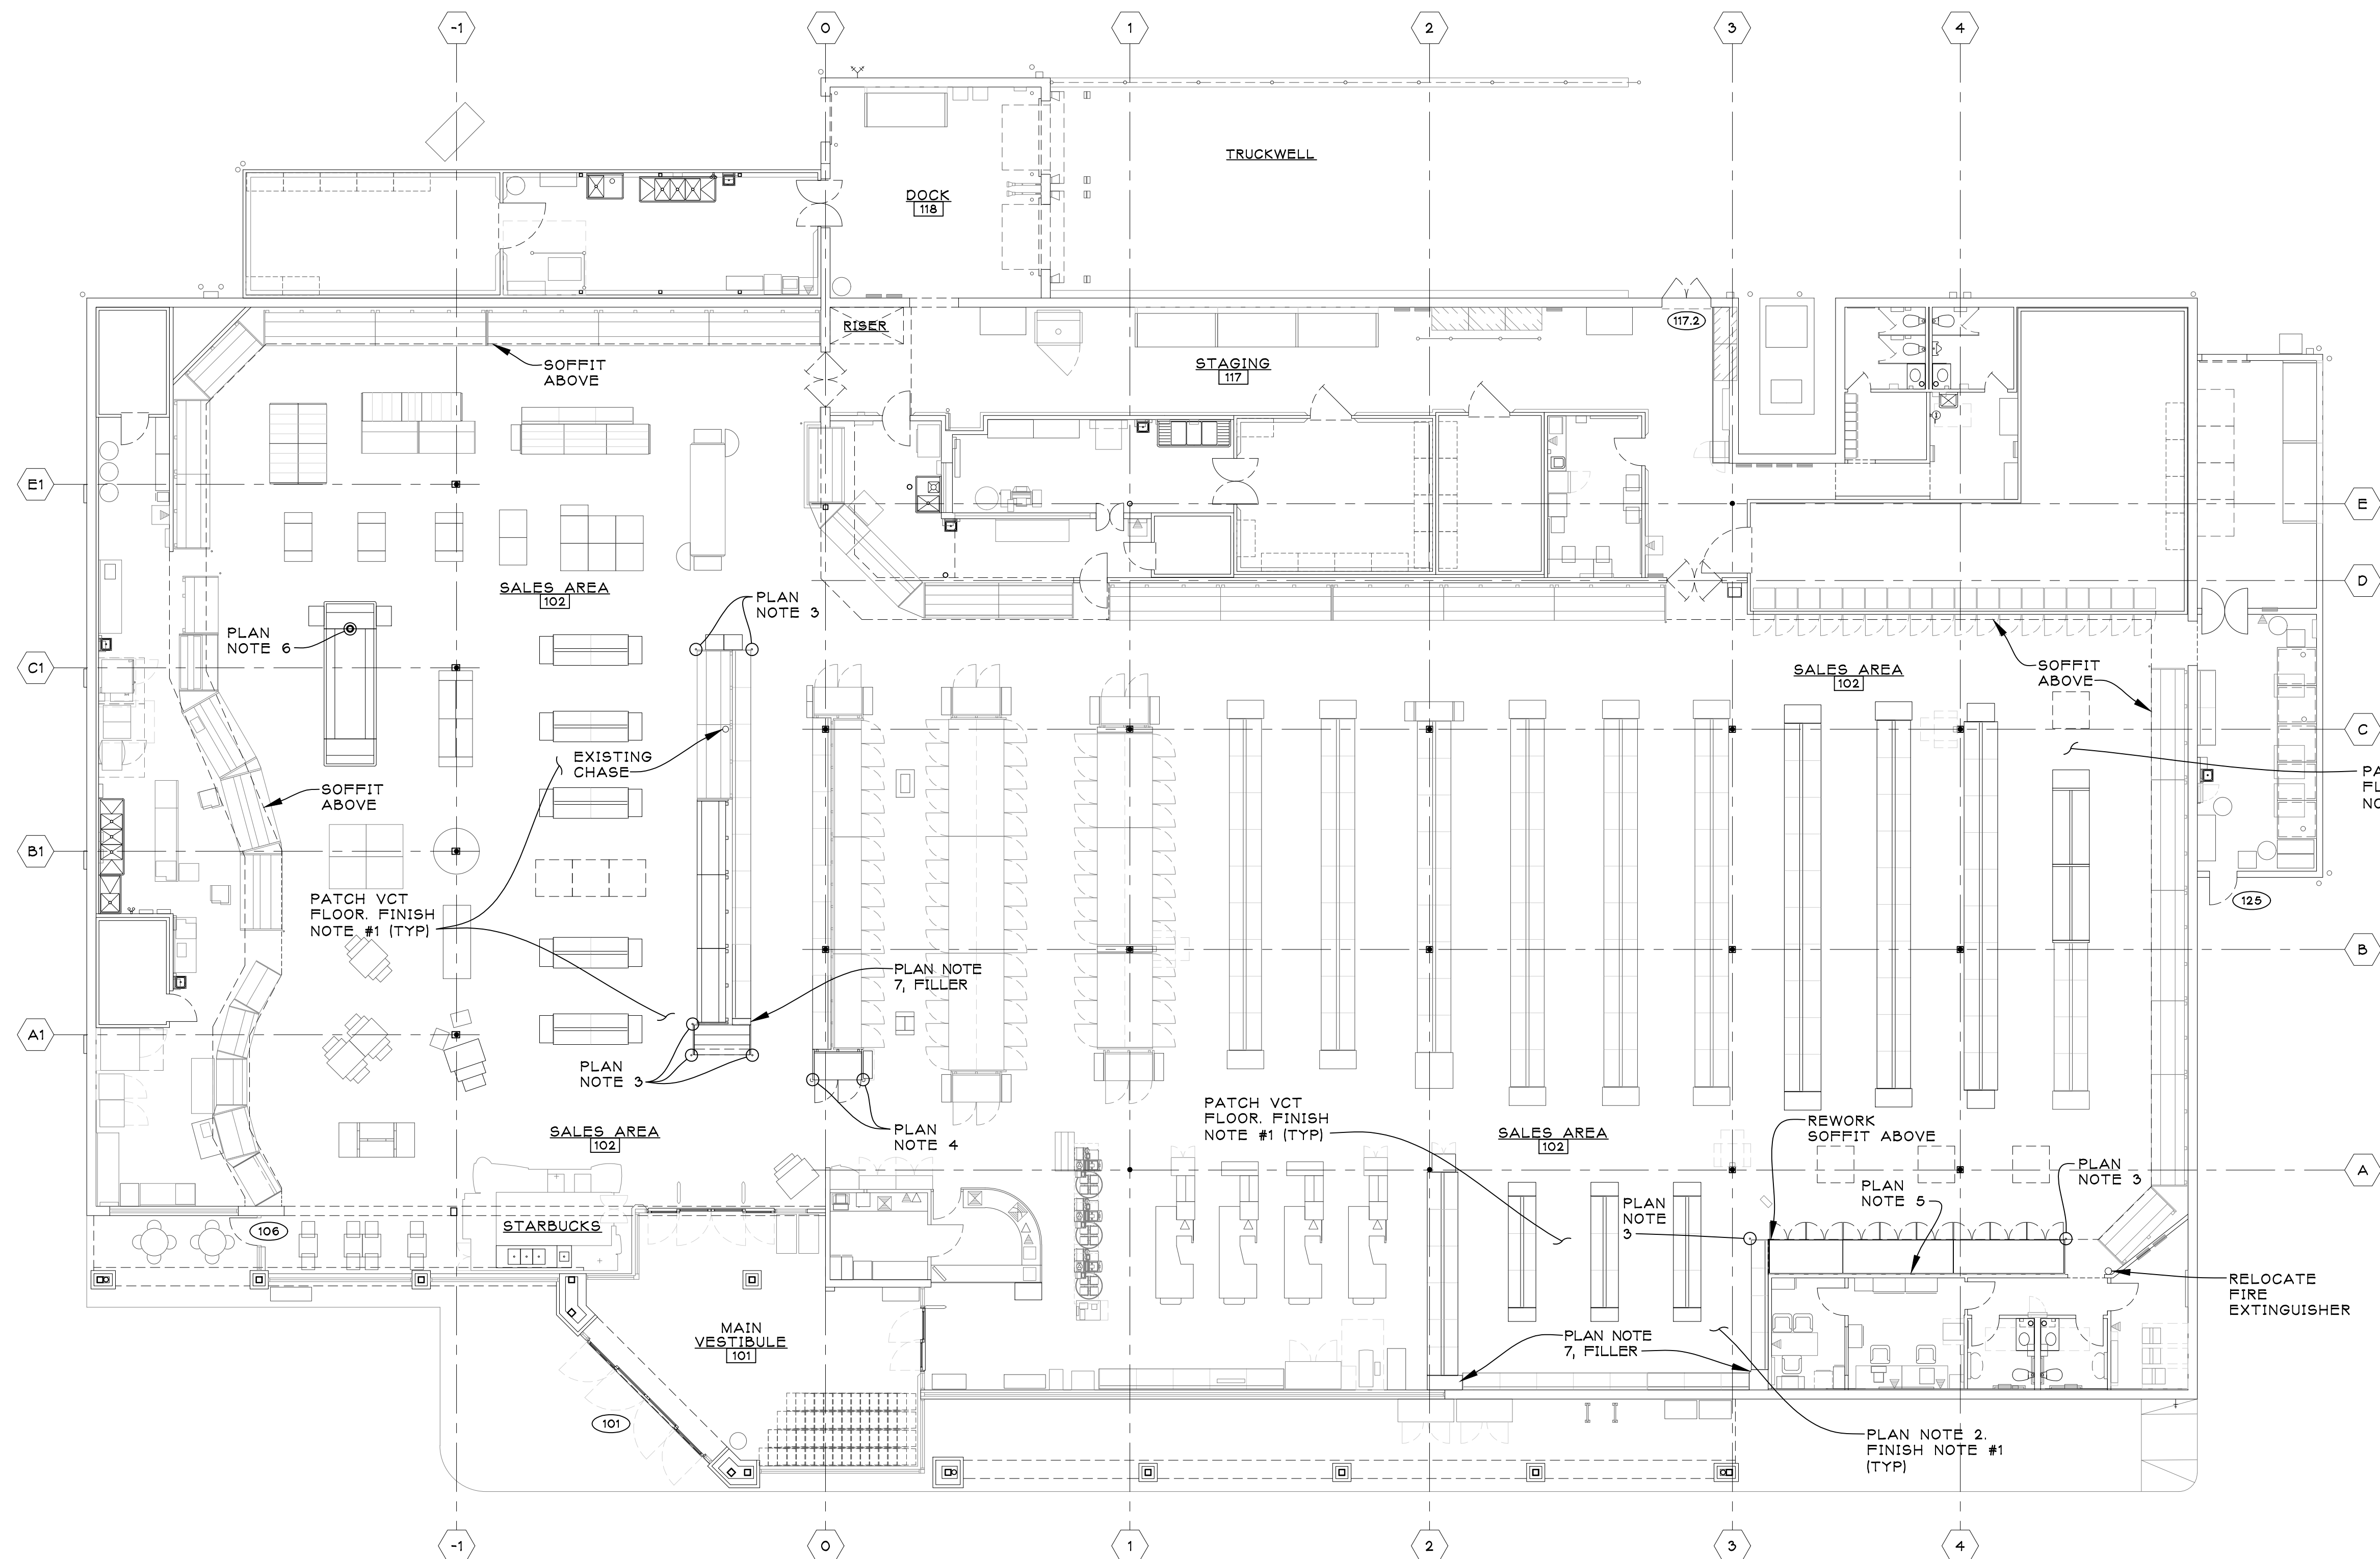 -1
0
1
2
3
4
TRUCKWELL
DOCK
118
RISER
SOFFIT
ABOVE
STAGING
117
117.2
E1
E
D
SALES AREA
102
PLAN
NOTE 3
PLAN
NOTE 6
C1
SALES AREA
102
SOFFIT
ABOVE
C
EXISTING
CHASE
SOFFIT
ABOVE
PA
FL
NO
B1
PATCH VCT
FLOOR. FINISH
NOTE #1 (TYP)
125
B
PLAN NOTE
7, FILLER
A1
PLAN
NOTE 3
PLAN
NOTE 4
SALES AREA
102
PATCH VCT
FLOOR. FINISH
NOTE #1 (TYP)
SALES AREA
102
REWORK
SOFFIT ABOVE
A
PLAN
NOTE 3
PLAN
NOTE 5
PLAN
NOTE
3
106
STARBUCKS
RELOCATE
FIRE
EXTINGUISHER
MAIN
VESTIBULE
101
PLAN NOTE
7, FILLER
101
PLAN NOTE 2.
FINISH NOTE #1
(TYP)
-1
0
1
2
3
4